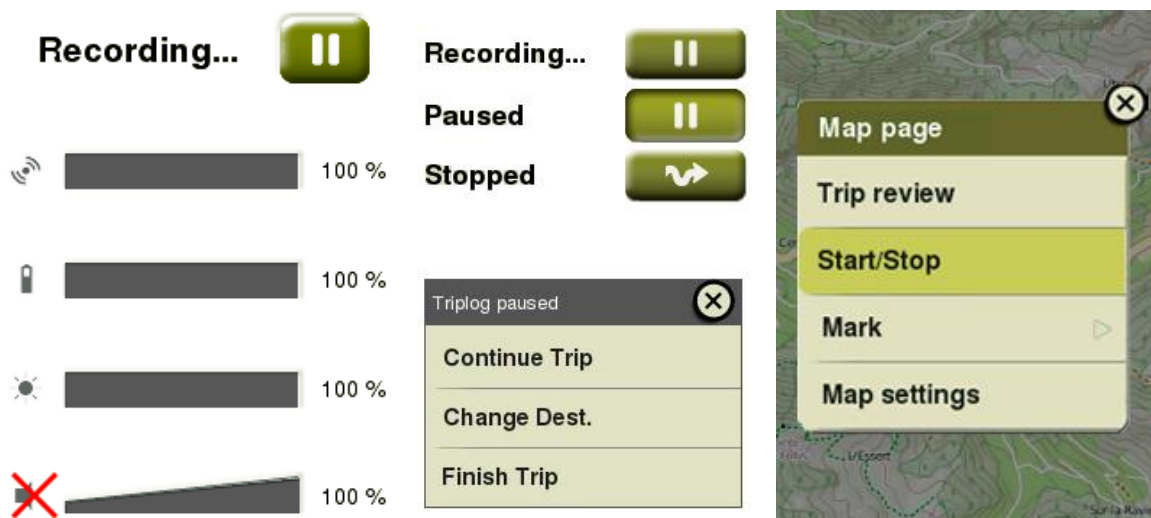 Recording...
100 %
100 %
100 %
100 %
Recording...
Paused
Stopped
Triplog paused
Continue Trip
Change Dest.
Finish Trip
Map page
Trip review
Start/Stop
Mark
Map settings
L'Essert